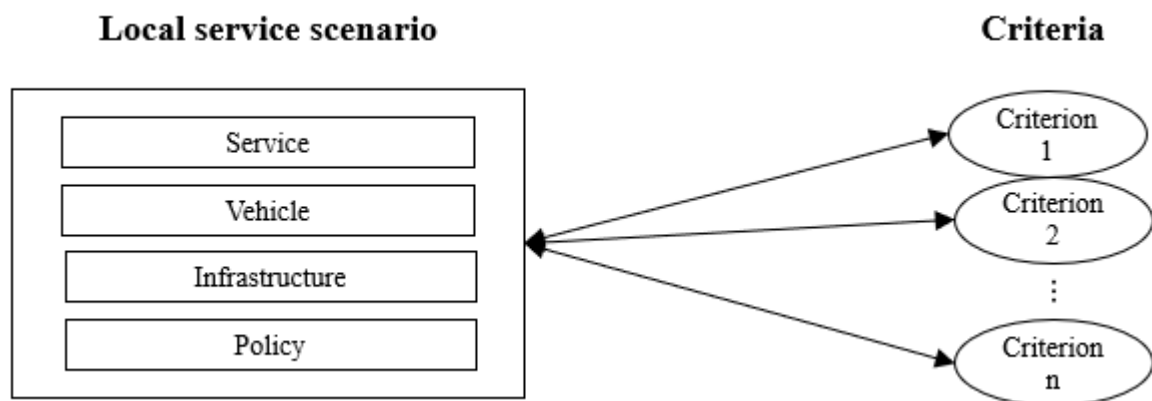 Local service scenario
Criteria
Service
Vehicle
Infrastructure
Policy
Criterion
1
Criterion
2
⋮
Criterion
n